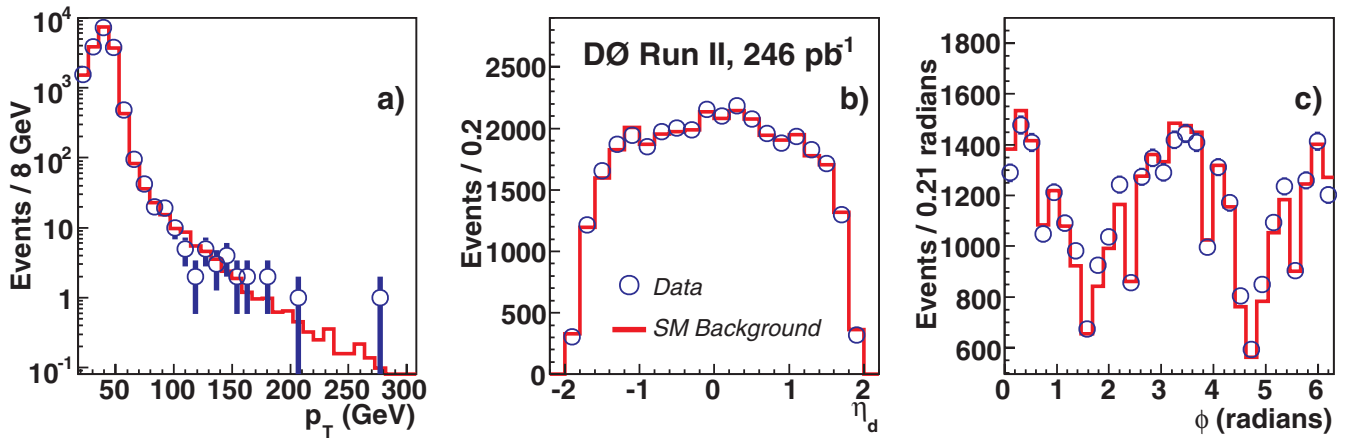 Events / 8 GeV
10⁴
10³
10²
10
1
10⁻¹
a)
50 100 150 200 250 300
p_T (GeV)
Events / 0.2
2500
2000
1500
1000
500
0
DØ Run II, 246 pb⁻¹
b)
Data
SM Background
-2 -1 0 1 2
η_d
Events / 0.21 radians
1800
1600
1400
1200
1000
800
600
c)
0 1 2 3 4 5 6
ϕ (radians)